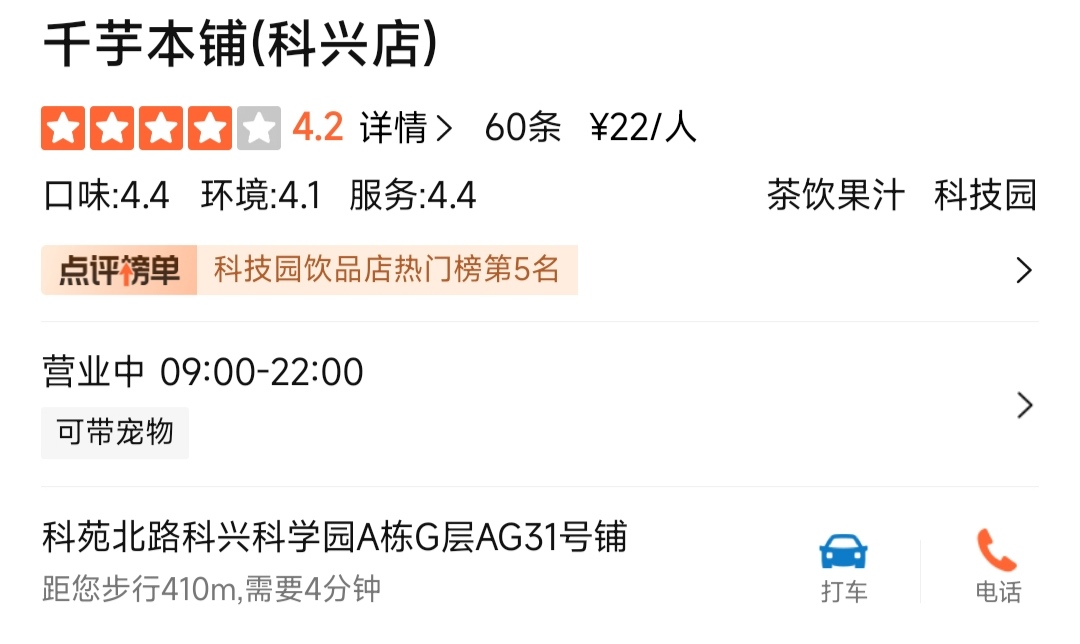 千芋本铺(科兴店)
4.2 详情 60条 ¥22/人
口味:4.4 环境:4.1 服务:4.4 茶饮果汁 科技园
点评榜单 科技园饮品店热门榜第5名
营业中 09:00-22:00
可带宠物
科苑北路科兴科学园A栋G层AG31号铺
距您步行410m,需要4分钟
打车 电话